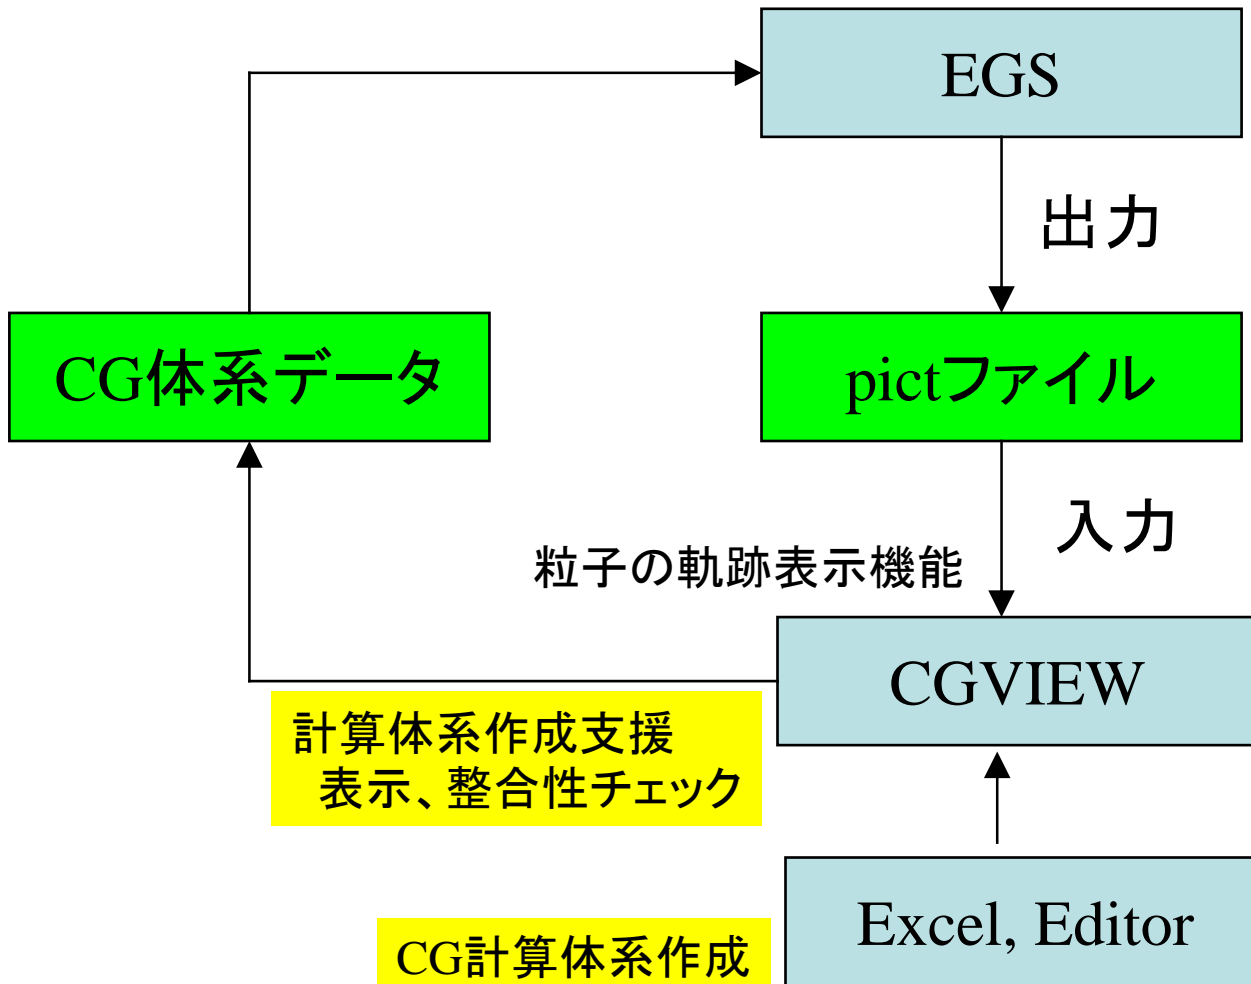 EGS
出力
CG体系データ
pictファイル
入力
粒子の軌跡表示機能
CGVIEW
計算体系作成支援
表示、整合性チェック
Excel, Editor
CG計算体系作成